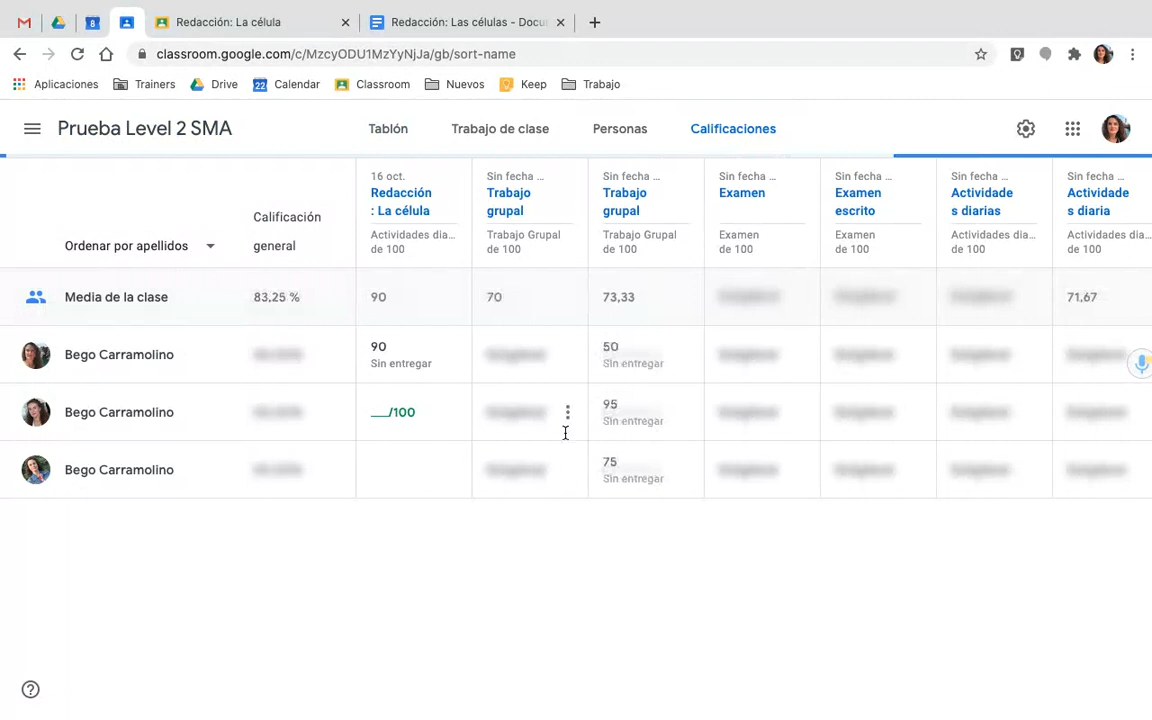 8
Redacción: La célula
Redacción: Las células - Docu
classroom.google.com/c/MzcyODU1MzYyNjJa/gb/sort-name
Aplicaciones
Trainers
Drive
22
Calendar
Classroom
Nuevos
Keep
Trabajo
Prueba Level 2 SMA
Tablón
Trabajo de clase
Personas
Calificaciones
Ordenar por apellidos
Calificación
general
16 oct.
Redacción
: La célula
Actividades dia...
de 100
Sin fecha ...
Trabajo
grupal
Trabajo Grupal
de 100
Sin fecha ...
Trabajo
grupal
Trabajo Grupal
de 100
Sin fecha ...
Examen
Examen
de 100
Sin fecha ...
Examen
escrito
Examen
de 100
Sin fecha ...
Actividade
s diarias
Actividades dia...
de 100
Sin fecha ...
Actividade
s diaria
Actividades dia...
de 100
Media de la clase
83,25 %
90
70
73,33
71,67
Bego Carramolino
90
Sin entregar
50
Sin entregar
Bego Carramolino
___/100
95
Sin entregar
Bego Carramolino
75
Sin entregar